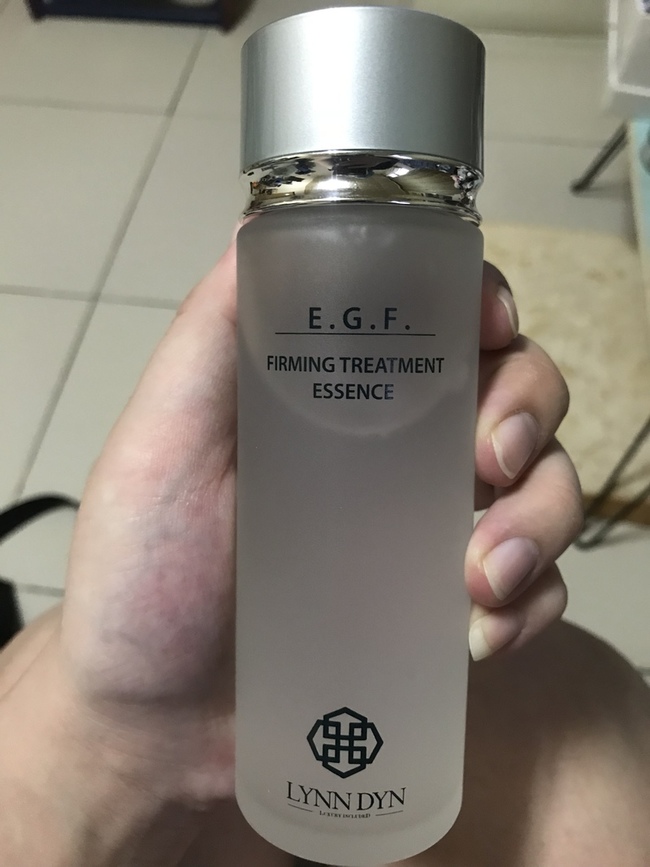 E.G.F.
FIRMING TREATMENT
ESSENCE
LYNN DYN